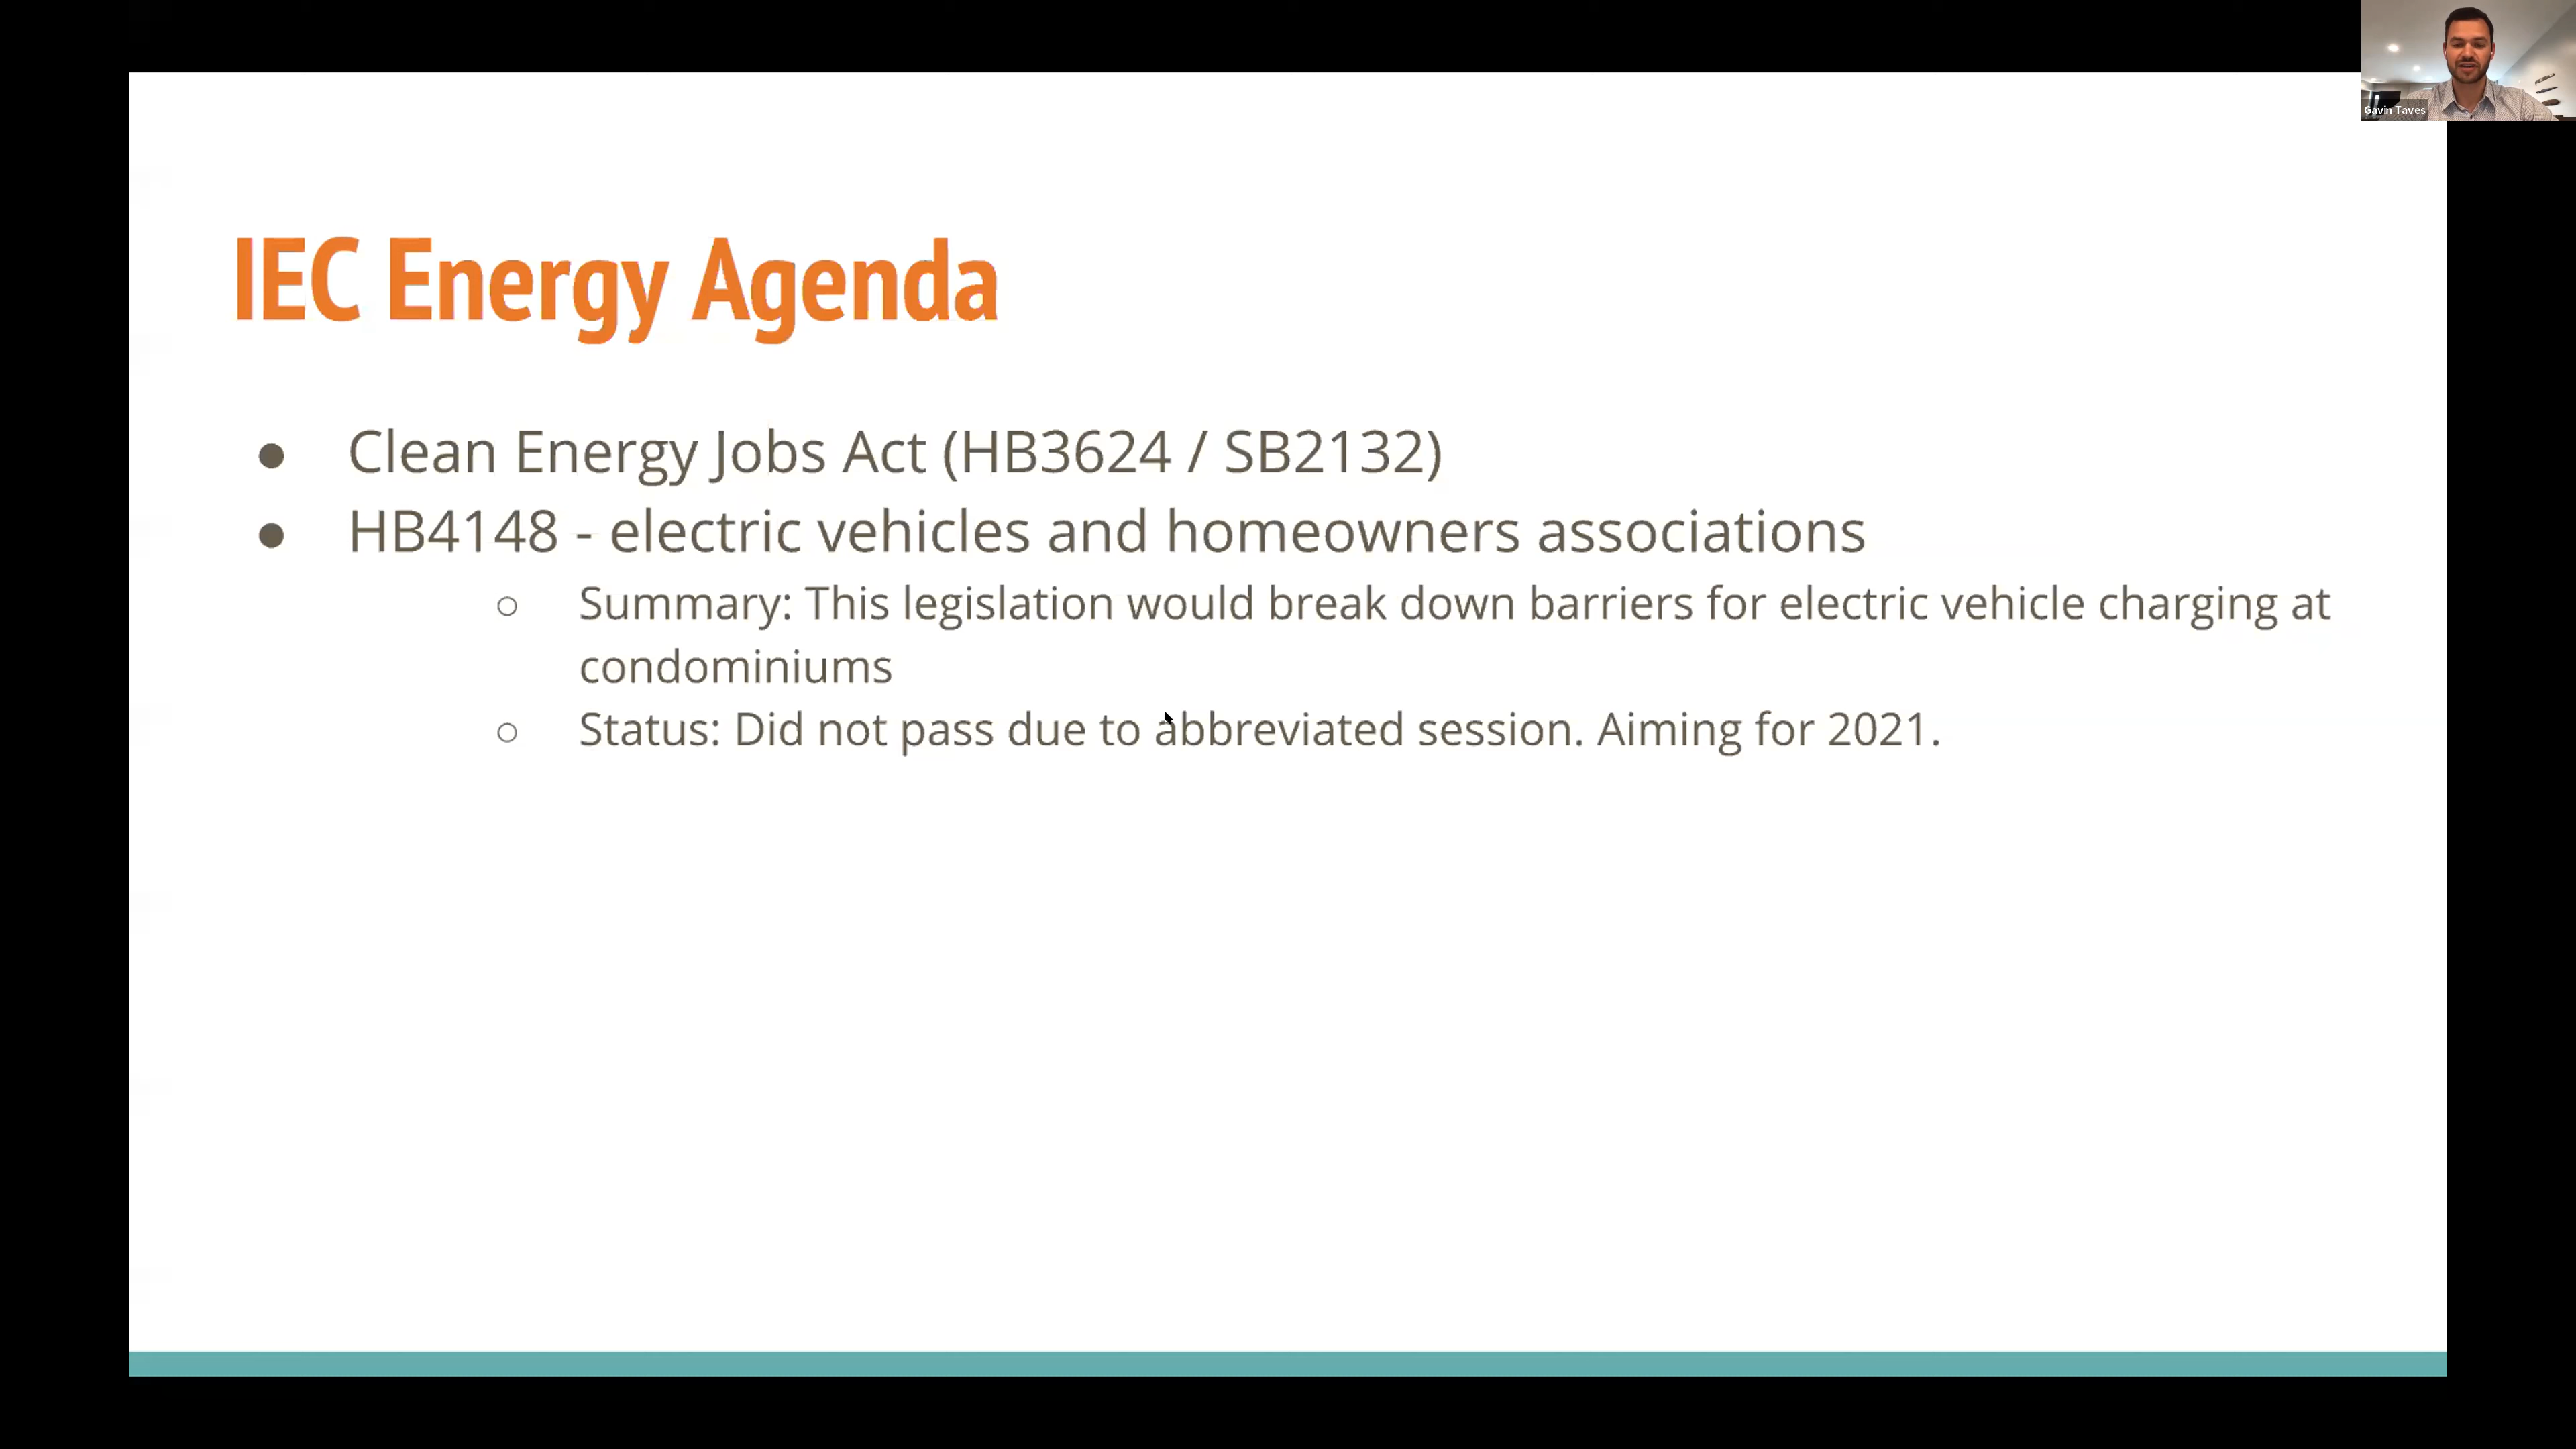 Gavin Taves
IEC Energy Agenda
● Clean Energy Jobs Act (HB3624 / SB2132)
● HB4148 - electric vehicles and homeowners associations
○ Summary: This legislation would break down barriers for electric vehicle charging at
condominiums
○ Status: Did not pass due to abbreviated session. Aiming for 2021.